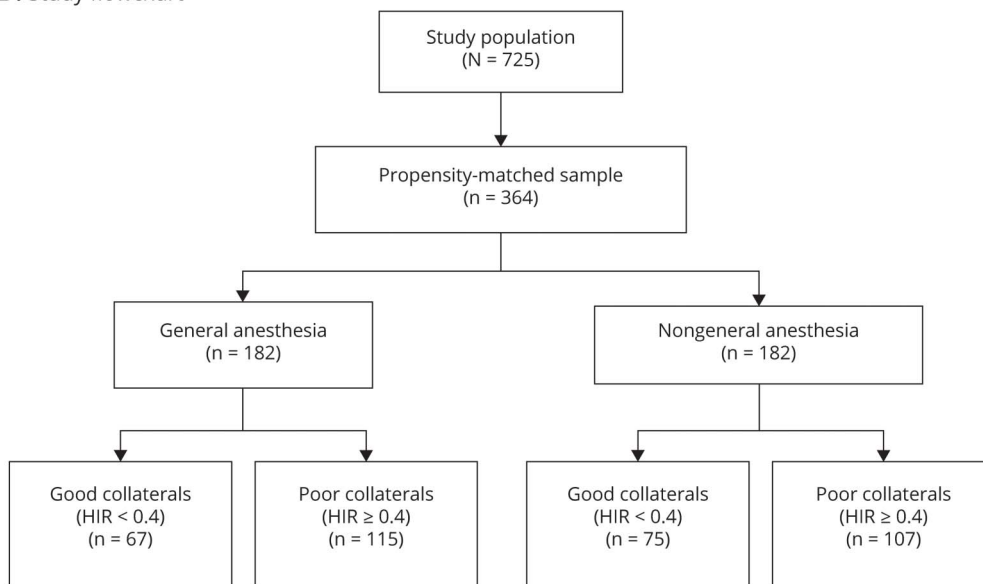 Study population
(N = 725)
Propensity-matched sample
(n = 364)
General anesthesia
(n = 182)
Nongeneral anesthesia
(n = 182)
Good collaterals
(HIR < 0.4)
(n = 67)
Poor collaterals
(HIR ≥ 0.4)
(n = 115)
Good collaterals
(HIR < 0.4)
(n = 75)
Poor collaterals
(HIR ≥ 0.4)
(n = 107)